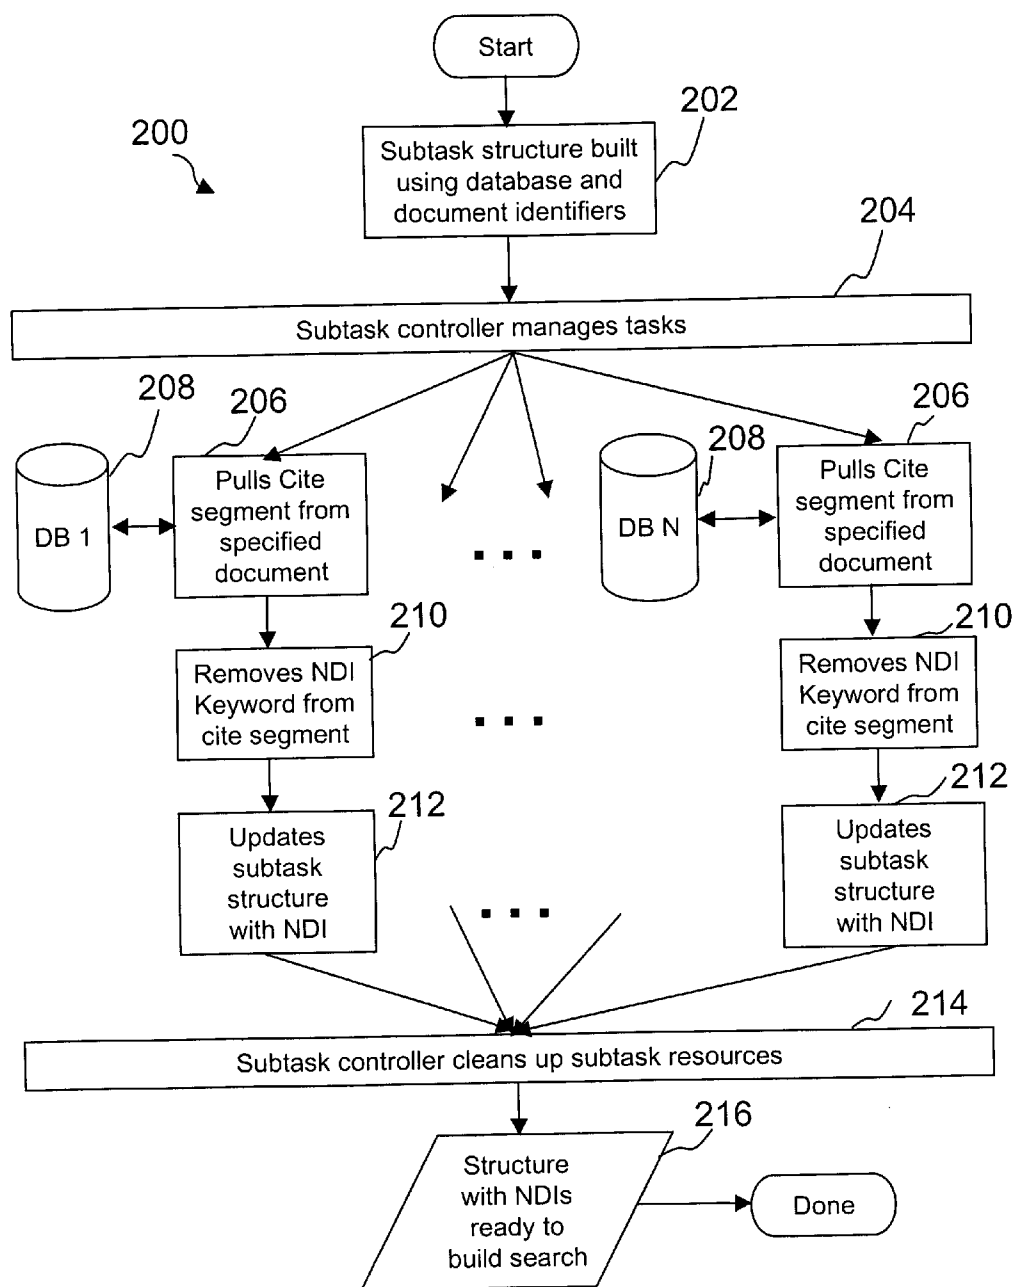 Start
202
200
Subtask structure built
using database and
document identifiers
204
Subtask controller manages tasks
208
206
DB 1
Pulls Cite
segment from
specified
document
208
206
DB N
Pulls Cite
segment from
specified
document
210
Removes NDI
Keyword from
cite segment
210
Removes NDI
Keyword from
cite segment
212
Updates
subtask
structure
with NDI
212
Updates
subtask
structure
with NDI
214
Subtask controller cleans up subtask resources
216
Structure
with NDIs
ready to
build search
Done